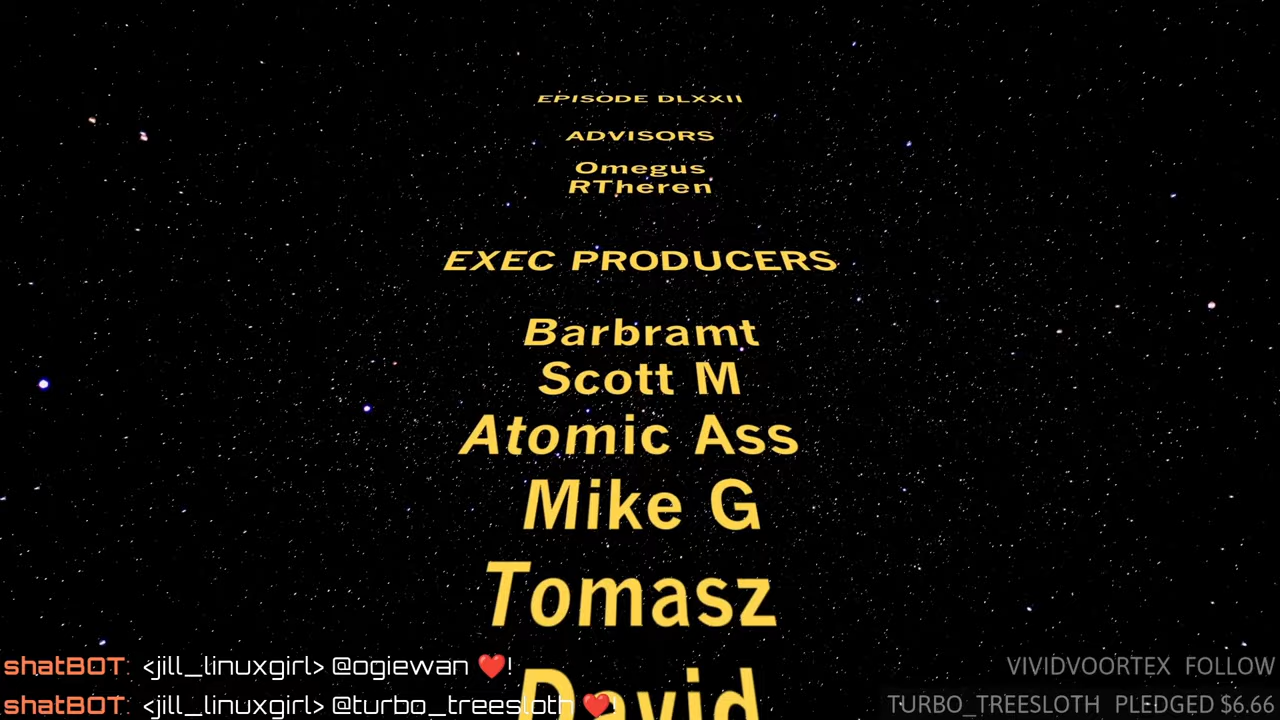 EPISODE DLXXII
ADVISORS
Omegus
RTheren
EXEC PRODUCERS
Barbramt
Scott M
Atomic Ass
Mike G
Tomasz
David
shatBOT: <jill_linuxgirl> @ogiewan ❤️!
shatBOT: <jill_linuxgirl> @turbo_treesloth ❤️
VIVIDVOORTEX FOLLOW
TURBO_TREESLOTH PLEDGED $6.66